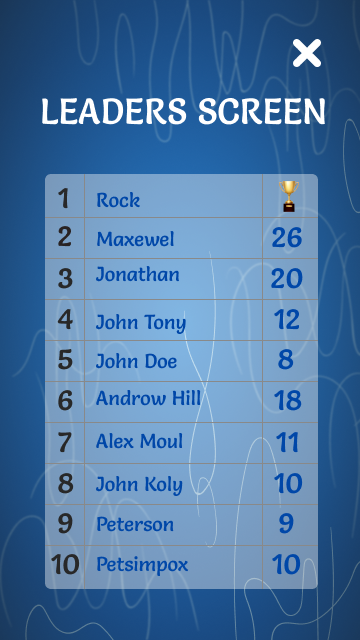 LEADERS SCREEN
1 Rock
2 Maxewel 26
3 Jonathan 20
4 John Tony 12
5 John Doe 8
6 Androw Hill 18
7 Alex Moul 11
8 John Koly 10
9 Peterson 9
10 Petsimpox 10